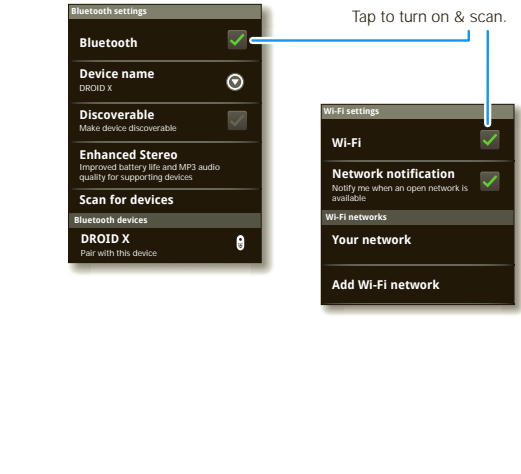 Bluetooth settings
Tap to turn on & scan.
Bluetooth
Device name
DROID X
Discoverable
Make device discoverable
Enhanced Stereo
Improved battery life and MP3 audio
quality for supporting devices
Scan for devices
Bluetooth devices
DROID X
Pair with this device
Wi-Fi settings
Wi-Fi
Network notification
Notify me when an open network is
available
Wi-Fi networks
Your network
Add Wi-Fi network